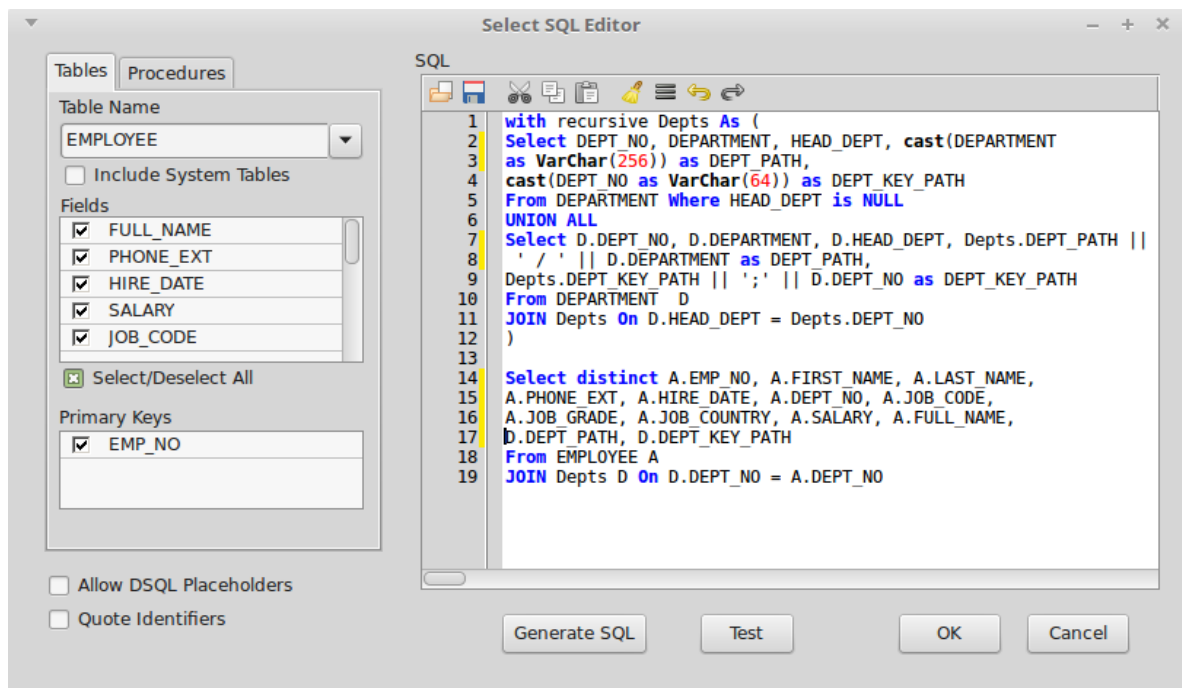 Select SQL Editor
Tables Procedures
Table Name
EMPLOYEE
Include System Tables
Fields
FULL_NAME
PHONE_EXT
HIRE_DATE
SALARY
JOB_CODE
Select/Deselect All
Primary Keys
EMP_NO
Allow DSQL Placeholders
Quote Identifiers
SQL
1 with recursive Depts As (
2 Select DEPT_NO, DEPARTMENT, HEAD_DEPT, cast(DEPARTMENT
3 as VarChar(256)) as DEPT_PATH,
4 cast(DEPT_NO as VarChar(64)) as DEPT_KEY_PATH
5 From DEPARTMENT Where HEAD_DEPT is NULL
6 UNION ALL
7 Select D.DEPT_NO, D.DEPARTMENT, D.HEAD_DEPT, Depts.DEPT_PATH ||
8 ' / ' || D.DEPARTMENT as DEPT_PATH,
9 Depts.DEPT_KEY_PATH || ';' || D.DEPT_NO as DEPT_KEY_PATH
10 From DEPARTMENT  D
11 JOIN Depts On D.HEAD_DEPT = Depts.DEPT_NO
12 )
13
14 Select distinct A.EMP_NO, A.FIRST_NAME, A.LAST_NAME,
15 A.PHONE_EXT, A.HIRE_DATE, A.DEPT_NO, A.JOB_CODE,
16 A.JOB_GRADE, A.JOB_COUNTRY, A.SALARY, A.FULL_NAME,
17 D.DEPT_PATH, D.DEPT_KEY_PATH
18 From EMPLOYEE A
19 JOIN Depts D On D.DEPT_NO = A.DEPT_NO
Generate SQL Test OK Cancel